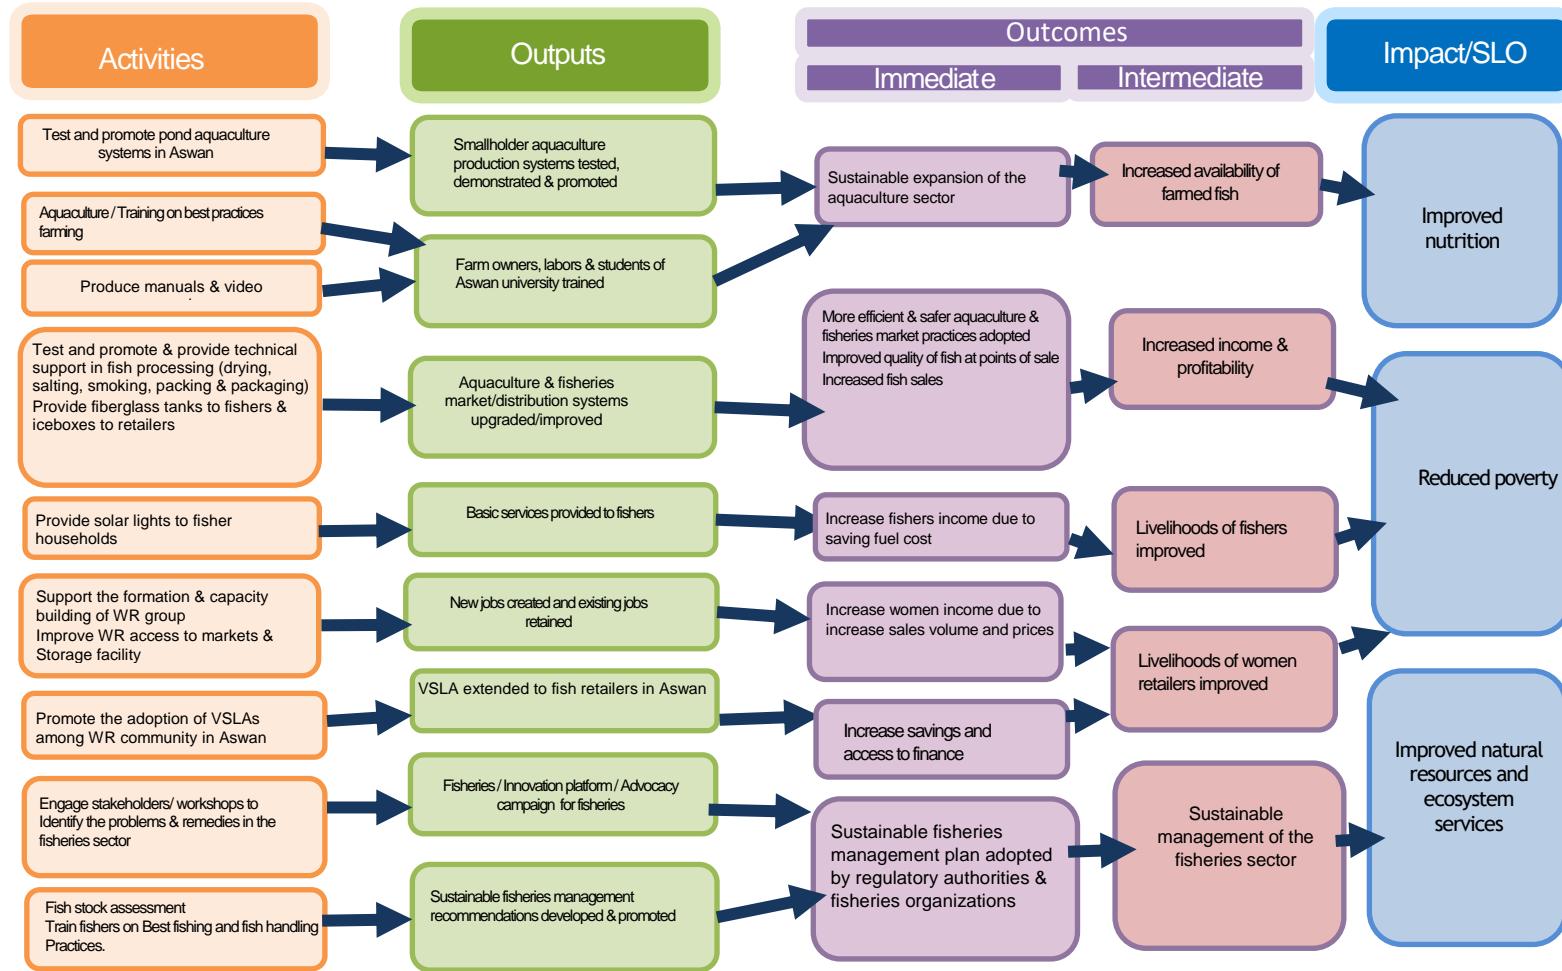 Activities
Outputs
Outcomes
Immediate
Intermediate
Impact/SLO
Test and promote pond aquaculture
systems in Aswan
Aquaculture / Training on best practices
farming
Produce manuals & video
Test and promote & provide technical
support in fish processing (drying,
salting, smoking, packing & packaging)
Provide fiberglass tanks to fishers &
iceboxes to retailers
Provide solar lights to fisher
households
Support the formation & capacity
building of WR group
Improve WR access to markets &
Storage facility
Promote the adoption of VSLAs
among WR community in Aswan
Engage stakeholders/ workshops to
Identify the problems & remedies in the
fisheries sector
Fish stock assessment
Train fishers on Best fishing and fish handling
Practices.
Smallholder aquaculture
production systems tested,
demonstrated & promoted
Farm owners, labors & students of
Aswan university trained
Aquaculture & fisheries
market/distribution systems
upgraded/improved
Basic services provided to fishers
New jobs created and existing jobs
retained
VSLA extended to fish retailers in Aswan
Fisheries / Innovation platform / Advocacy
campaign for fisheries
Sustainable fisheries management
recommendations developed & promoted
Sustainable expansion of the
aquaculture sector
More efficient & safer aquaculture &
fisheries market practices adopted
Improved quality of fish at points of sale
Increased fish sales
Increase fishers income due to
saving fuel cost
Increase women income due to
increase sales volume and prices
Increase savings and
access to finance
Sustainable fisheries
management plan adopted
by regulatory authorities &
fisheries organizations
Increased availability of
farmed fish
Increased income &
profitability
Livelihoods of fishers
improved
Livelihoods of women
retailers improved
Sustainable
management of the
fisheries sector
Improved
nutrition
Reduced poverty
Improved natural
resources and
ecosystem
services